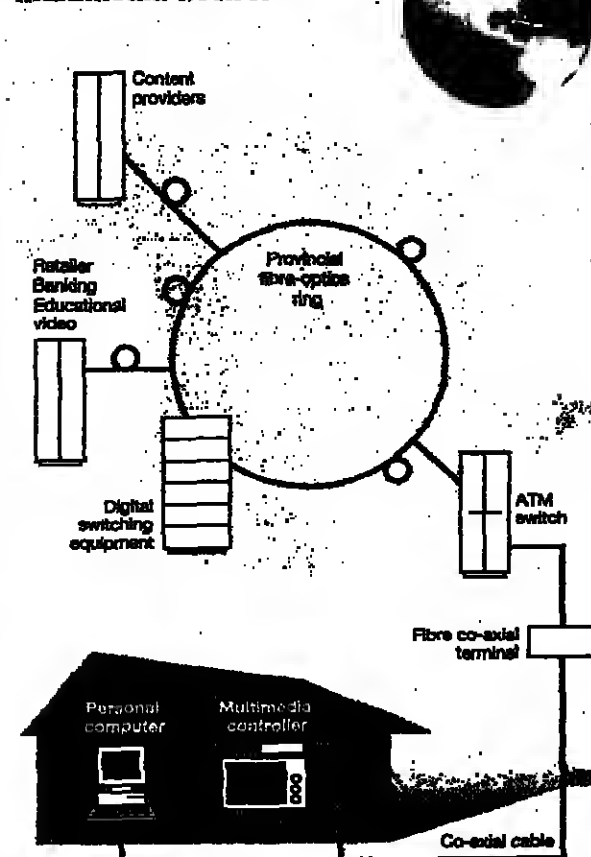 Content
providers
Provincial
fibre-optics
ring
Retailer
Banking
Educational
video
Digital
switching
equipment
ATM
switch
Fibre co-axial
terminal
Personal
computer
Multimedia
controller
Co-axial cable